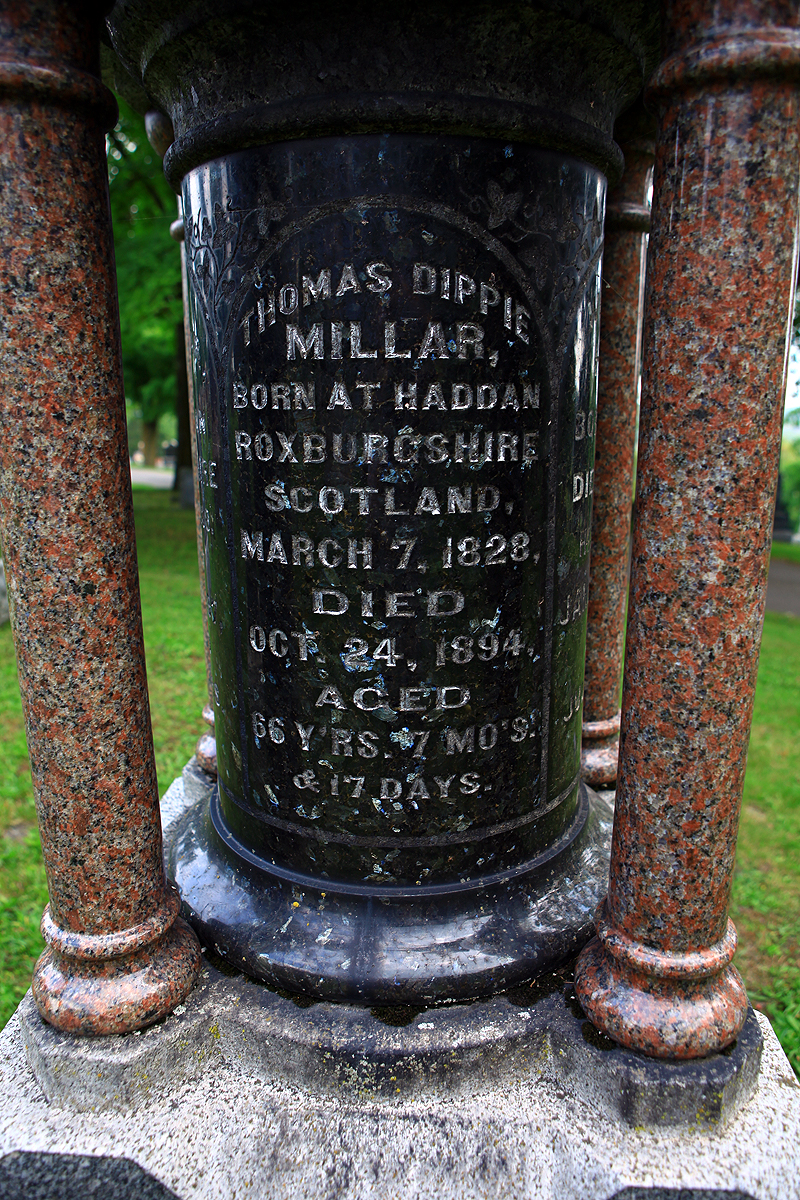 THOMAS DIPPIE
MILLAR,
BORN AT HADDAN
ROXBURGSHIRE
SCOTLAND,
MARCH 7, 1828,
DIED
OCT. 24, 1894,
AGED
66 Y'RS. 7 MO'S.
& 17 DAYS.